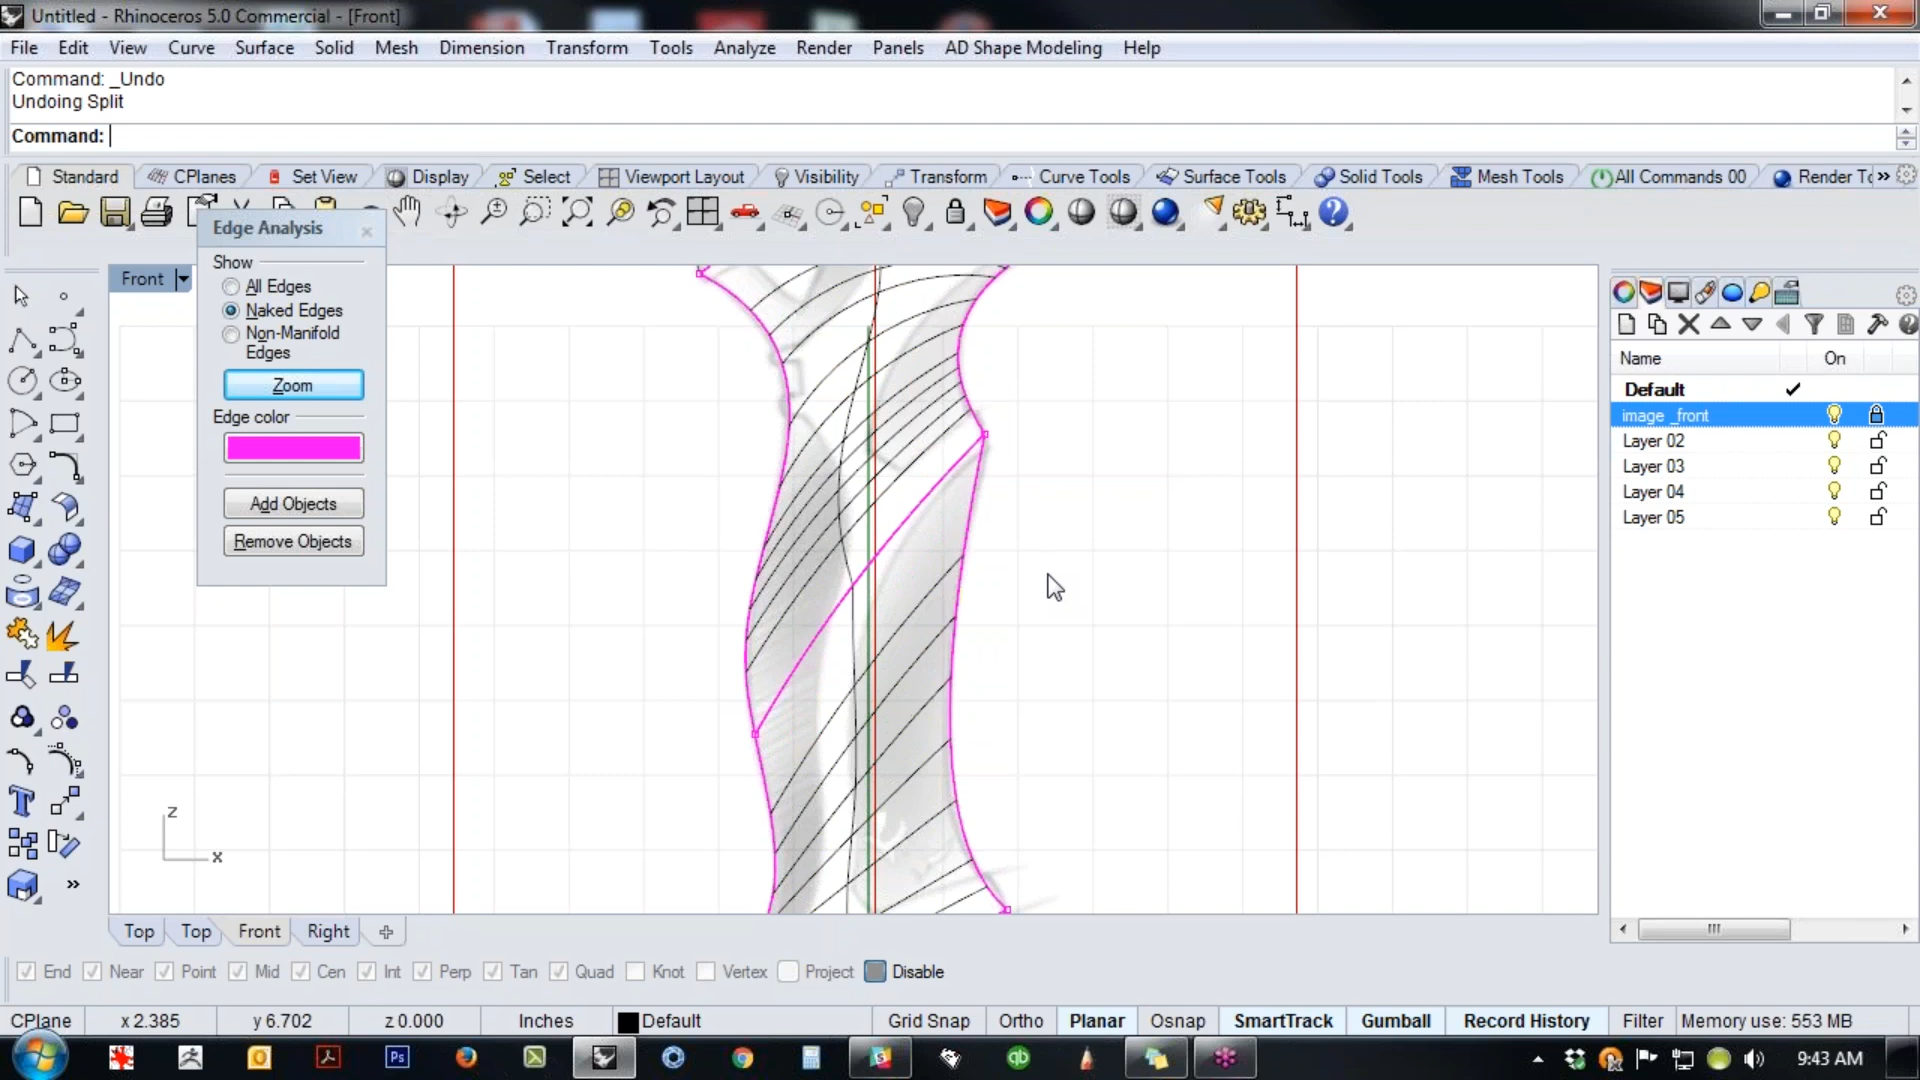 Untitled - Rhinoceros 5.0 Commercial - [Front]
File Edit View Curve Surface Solid Mesh Dimension Transform Tools Analyze Render Panels AD Shape Modeling Help
Command: _Undo
Undoing Split
Command:
Standard CPlanes Set View Display Select Viewport Layout Visibility Transform Curve Tools Surface Tools Solid Tools Mesh Tools All Commands 00 Render To »
Edge Analysis
Show
All Edges
Naked Edges
Non-Manifold
Edges
Zoom
Edge color
Add Objects
Remove Objects
Front
z
x
Name On
Default
image _front
Layer 02
Layer 03
Layer 04
Layer 05
Top Top Front Right
End Near Point Mid Cen Int Perp Tan Quad Knot Vertex Project Disable
CPlane x 2.385 y 6.702 z 0.000 Inches Default Grid Snap Ortho Planar Osnap SmartTrack Gumball Record History Filter Memory use: 553 MB
Ps
qb
9:43 AM